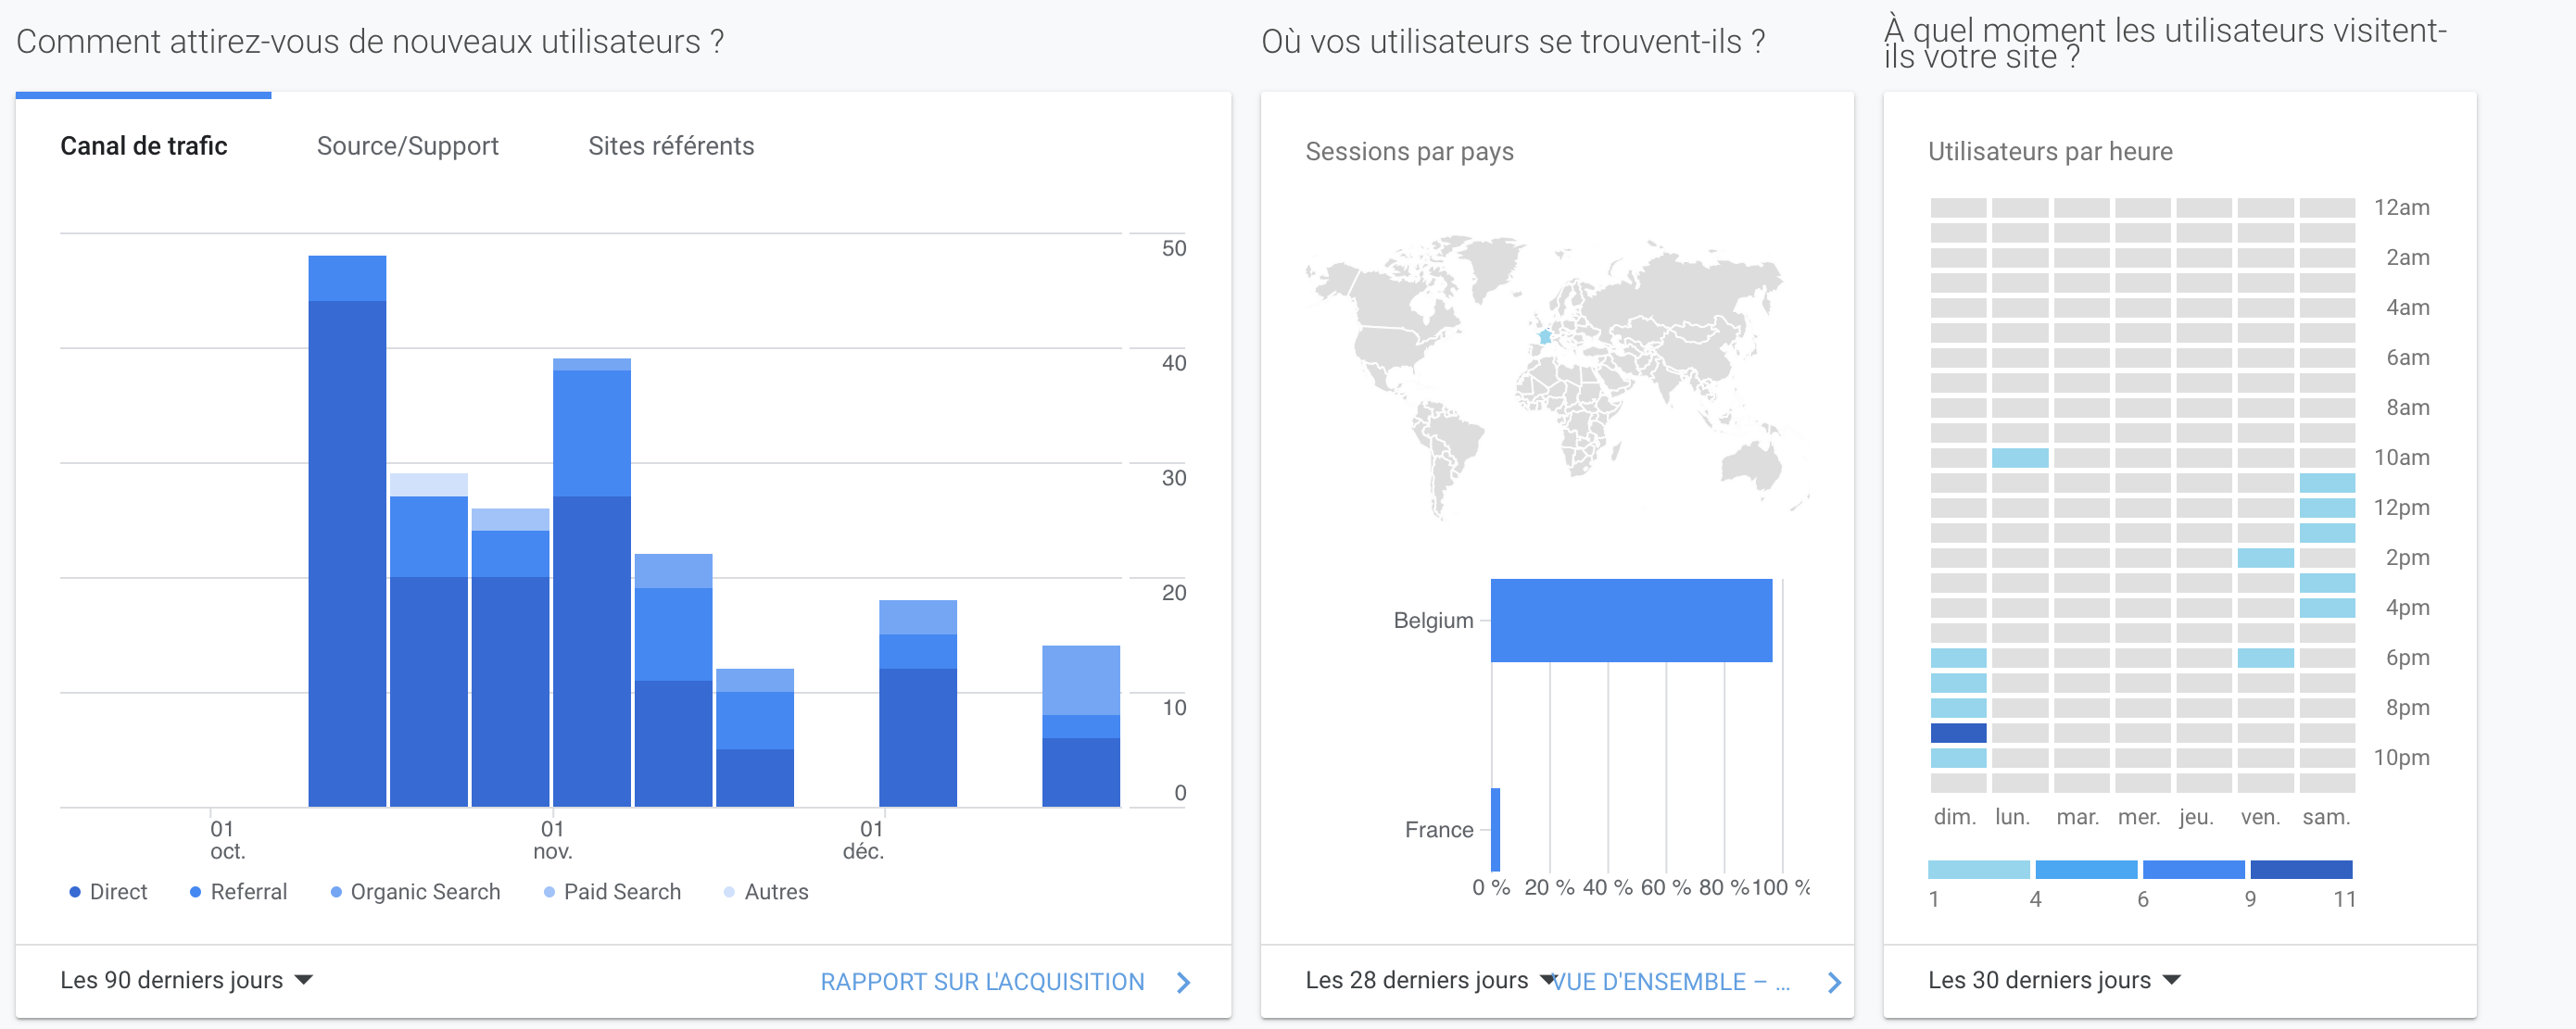 Comment attirez-vous de nouveaux utilisateurs ?
Canal de trafic
Source/Support
Sites référents
50
40
30
20
10
0
01
oct.
01
nov.
01
déc.
Direct
Referral
Organic Search
Paid Search
Autres
Les 90 derniers jours
RAPPORT SUR L'ACQUISITION
Où vos utilisateurs se trouvent-ils ?
Sessions par pays
Belgium
France
0 % 20 % 40 % 60 % 80 % 100 %
Les 28 derniers jours
VUE D'ENSEMBLE – ...
À quel moment les utilisateurs visitent-
ils votre site ?
Utilisateurs par heure
12am
2am
4am
6am
8am
10am
12pm
2pm
4pm
6pm
8pm
10pm
dim. lun. mar. mer. jeu. ven. sam.
1 4 6 9 11
Les 30 derniers jours